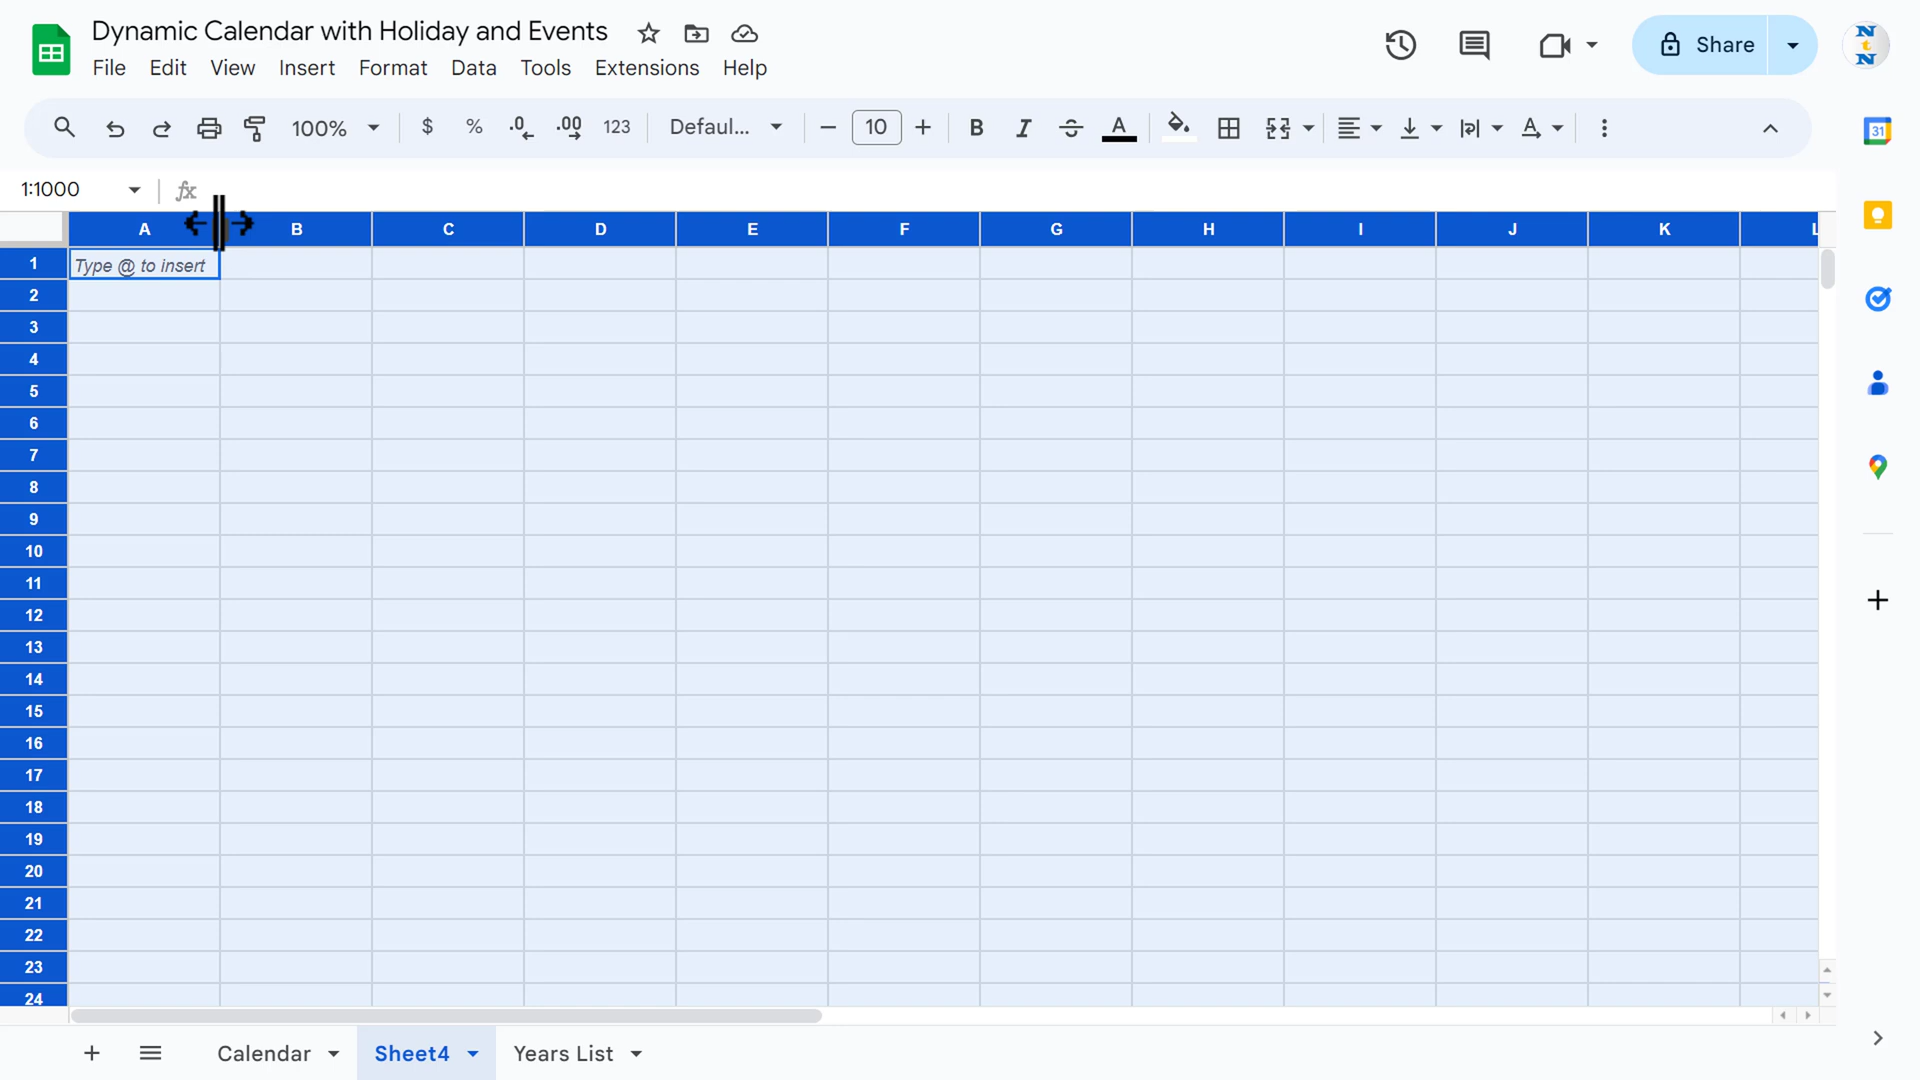 Dynamic Calendar with Holiday and Events
File Edit View Insert Format Data Tools Extensions Help
Share
N t N
100% $ % .0 .00 123 Defaul... 10 B I S A A
31
1:1000 fx
A B C D E F G H I J K L
1 Type @ to insert
2
3
4
5
6
7
8
9
10
11
12
13
14
15
16
17
18
19
20
21
22
23
24
Calendar Sheet4 Years List